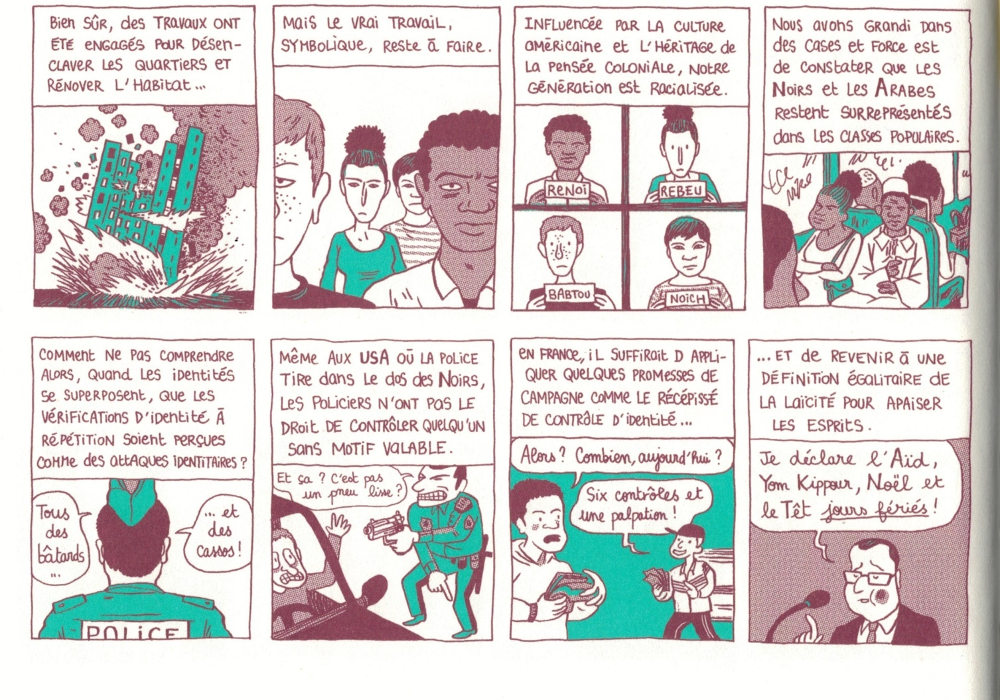 Bien sûr, des travaux ont
été engagés pour désen-
claver les quartiers et
rénover l'habitat...
Mais le vrai travail,
symbolique, reste à faire.
Influencée par la culture
américaine et l'héritage de
la pensée coloniale, notre
génération est racialisée.
RENOI
REBEU
BABTOU
NOICH
Nous avons grandi dans
des cases et force est
de constater que les
Noirs et les Arabes
restent surreprésentés
dans les classes populaires.
Comment ne pas comprendre
alors, quand les identités
se superposent, que les
vérifications d'identité à
répétition soient perçues
comme des attaques identitaires ?
Tous
des
bâtards
...
... et
des
cassos !
POLICE
Même aux USA où la police
tire dans le dos des Noirs,
les policiers n'ont pas le
droit de contrôler quelqu'un
sans motif valable.
Et ça ? C'est pas
un pneu lisse ?
En France, il suffirait d appli-
quer quelques promesses de
campagne comme le récépissé
de contrôle d'identité...
Alors ? Combien, aujourd'hui ?
Six contrôles et
une palpation !
... et de revenir à une
définition égalitaire de
la laïcité pour apaiser
les esprits.
Je déclare l'Aïd,
Yom Kippour, Noël et
le Têt jours fériés !